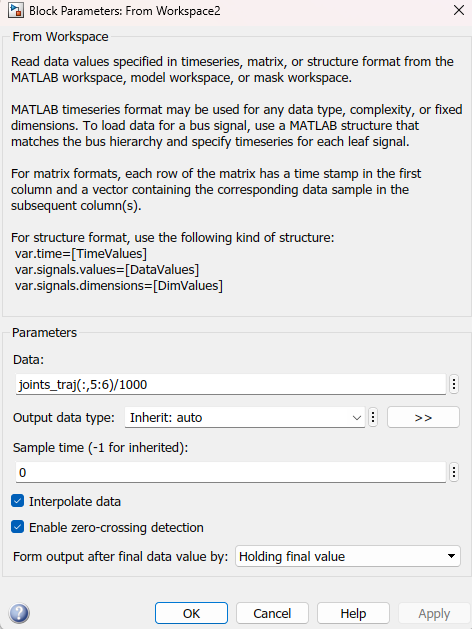 Block Parameters: From Workspace2
From Workspace
Read data values specified in timeseries, matrix, or structure format from the
MATLAB workspace, model workspace, or mask workspace.
MATLAB timeseries format may be used for any data type, complexity, or fixed
dimensions. To load data for a bus signal, use a MATLAB structure that
matches the bus hierarchy and specify timeseries for each leaf signal.
For matrix formats, each row of the matrix has a time stamp in the first
column and a vector containing the corresponding data sample in the
subsequent column(s).
For structure format, use the following kind of structure:
var.time=[TimeValues]
var.signals.values=[DataValues]
var.signals.dimensions=[DimValues]
Parameters
Data:
joints_traj(:,5:6)/1000
Output data type: Inherit: auto >>
Sample time (-1 for inherited):
0
Interpolate data
Enable zero-crossing detection
Form output after final data value by: Holding final value
? OK Cancel Help Apply